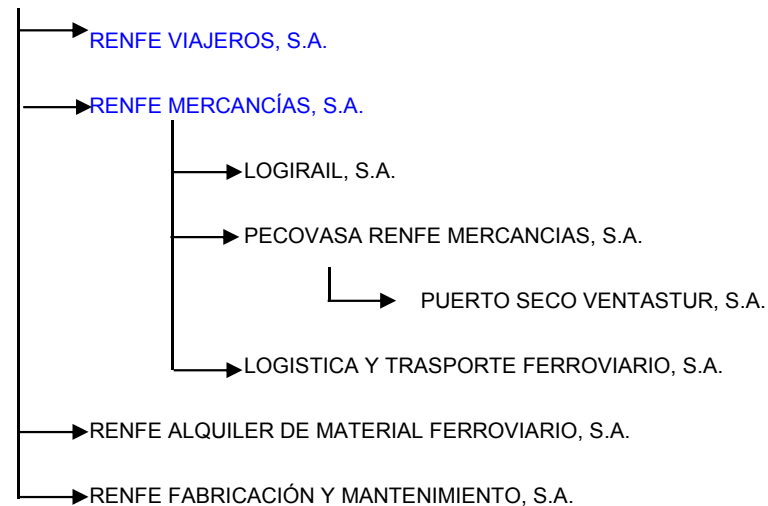 RENFE VIAJEROS, S.A.
RENFE MERCANCÍAS, S.A.
LOGIRAIL, S.A.
PECOVASA RENFE MERCANCIAS, S.A.
PUERTO SECO VENTASTUR, S.A.
LOGISTICA Y TRASPORTE FERROVIARIO, S.A.
RENFE ALQUILER DE MATERIAL FERROVIARIO, S.A.
RENFE FABRICACIÓN Y MANTENIMIENTO, S.A.